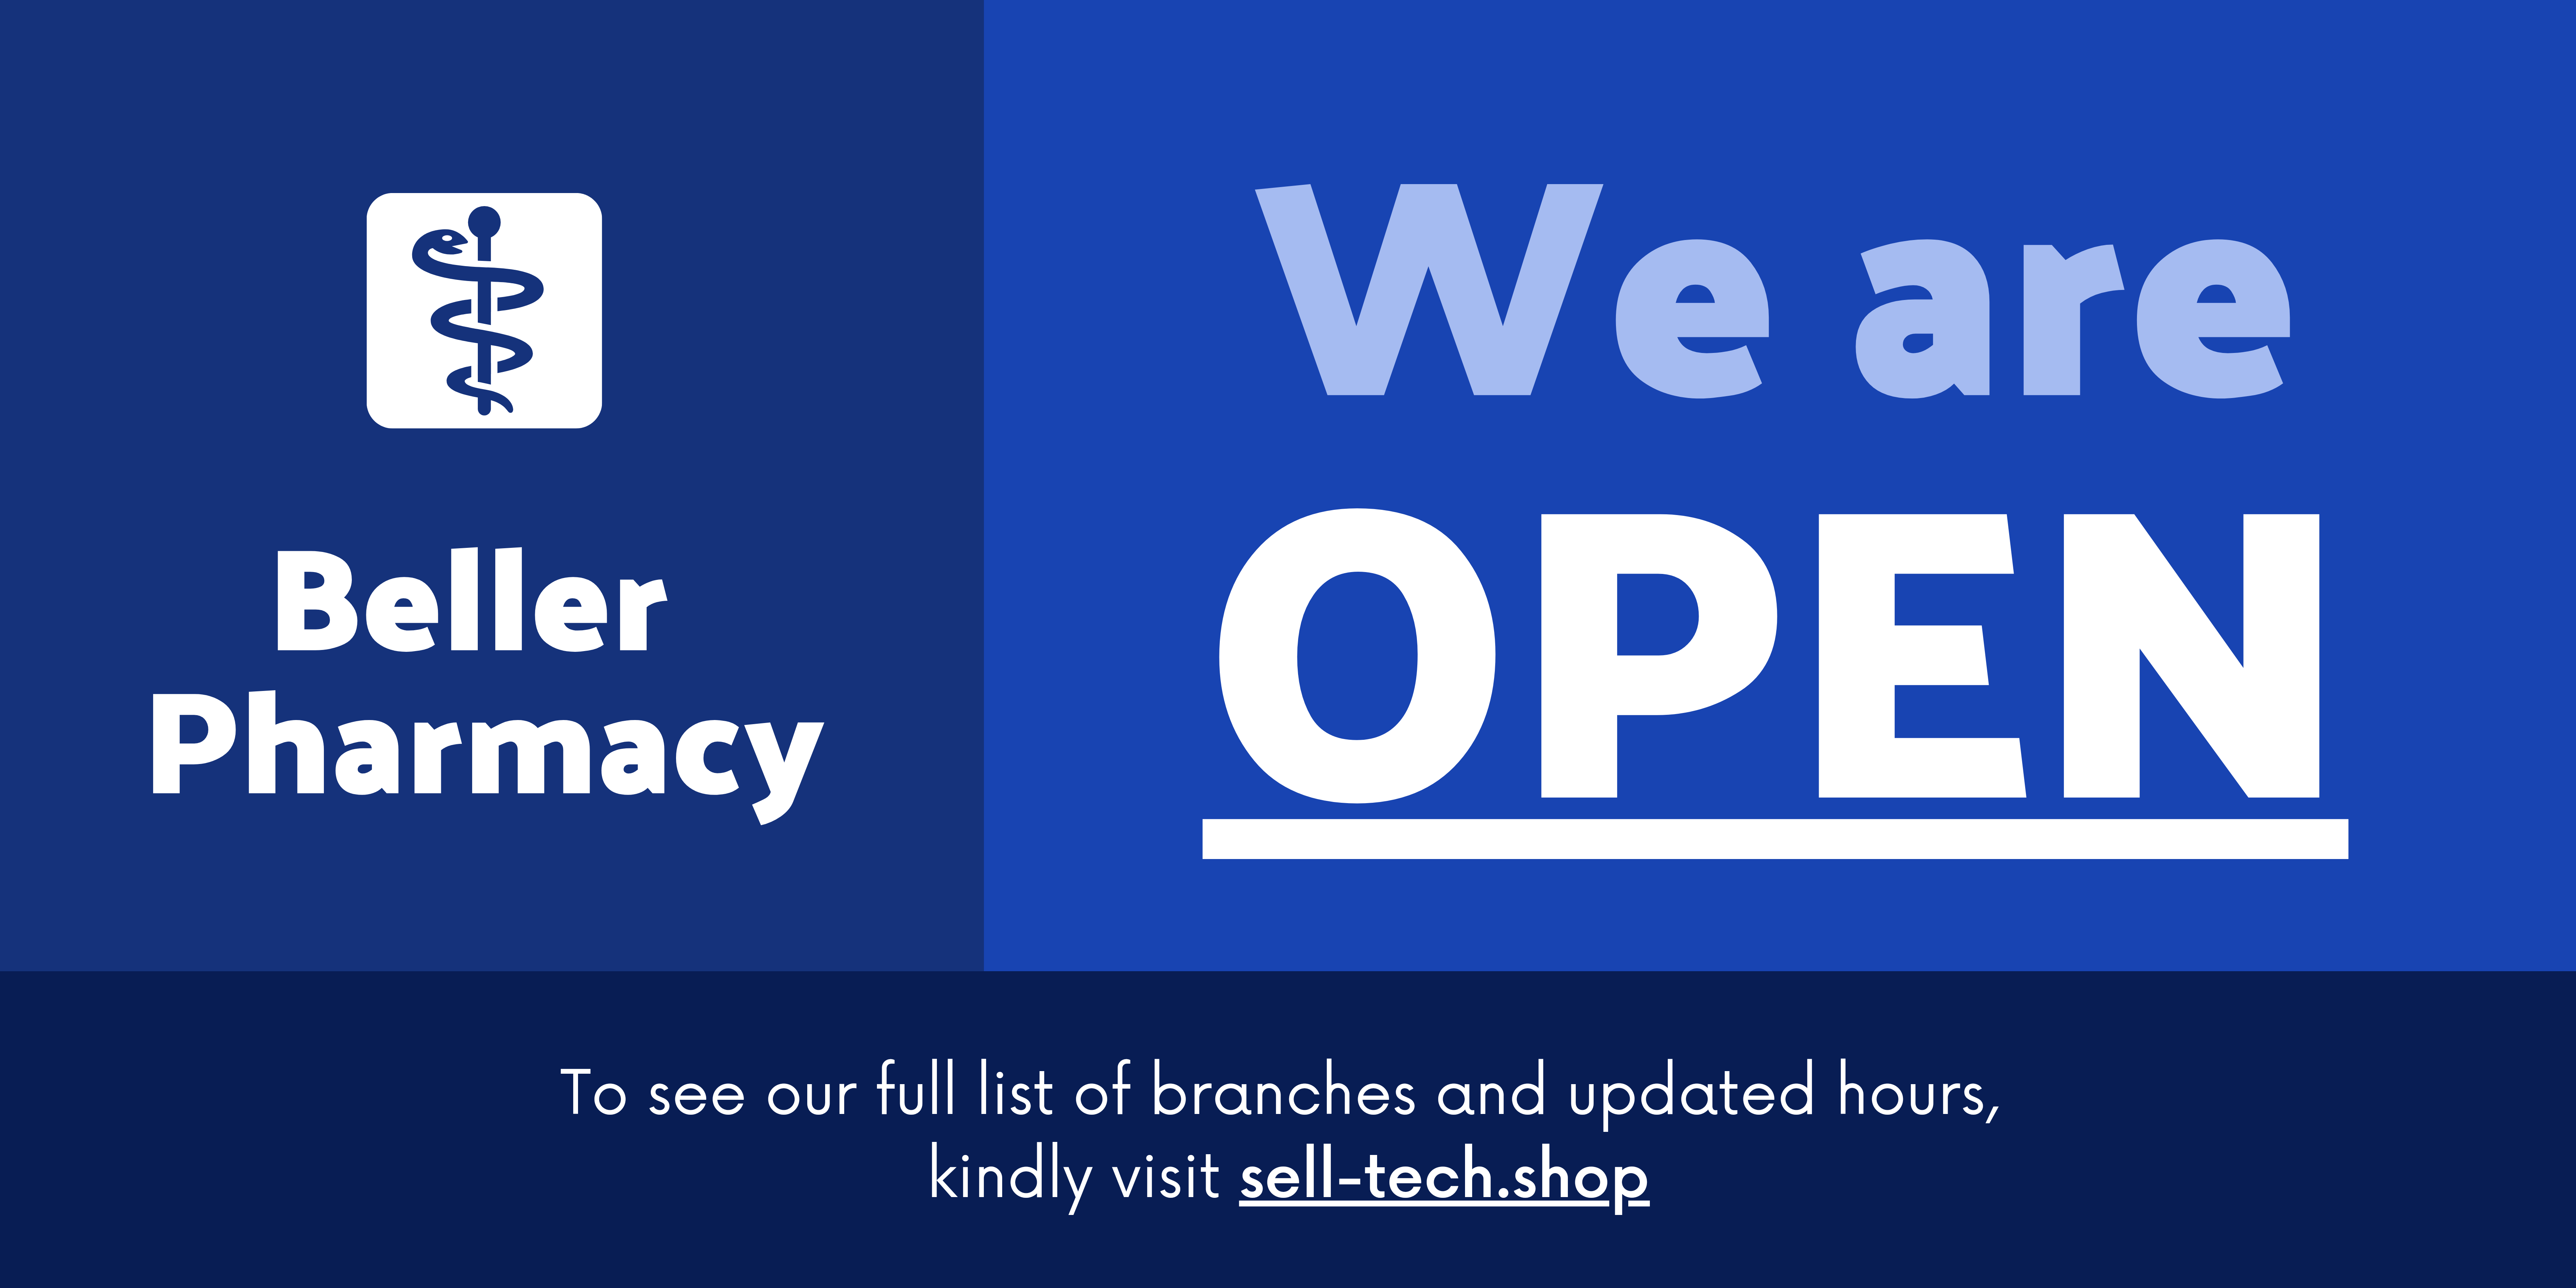 Beller
Pharmacy
We are
OPEN
To see our full list of branches and updated hours,
kindly visit sell-tech.shop